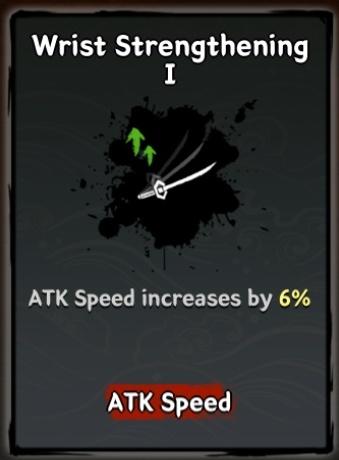 Wrist Strengthening
I
ATK Speed increases by 6%
ATK Speed